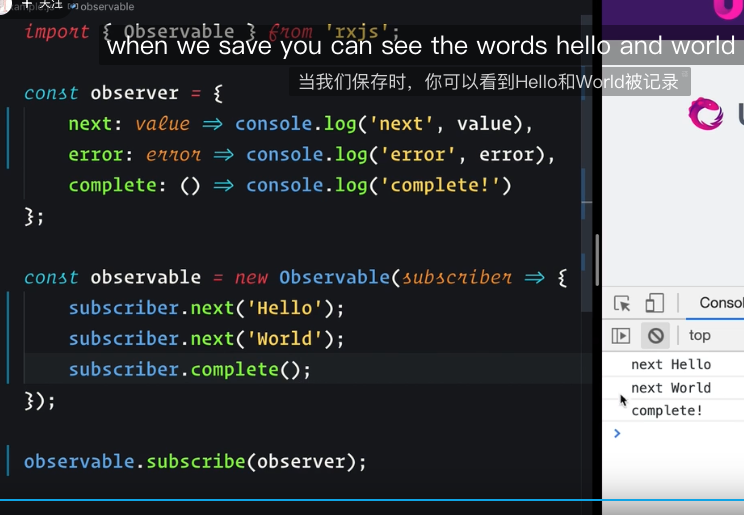 关注
observable
import { Observable } from 'rxjs';
when we save you can see the words hello and world
当我们保存时，你可以看到Hello和World被记录
const observer = {
next: value => console.log('next', value),
error: error => console.log('error', error),
complete: () => console.log('complete!')
};
const observable = new Observable(subscriber => {
subscriber.next('Hello');
subscriber.next('World');
subscriber.complete();
});
observable.subscribe(observer);
Consol
top
next Hello
next World
complete!